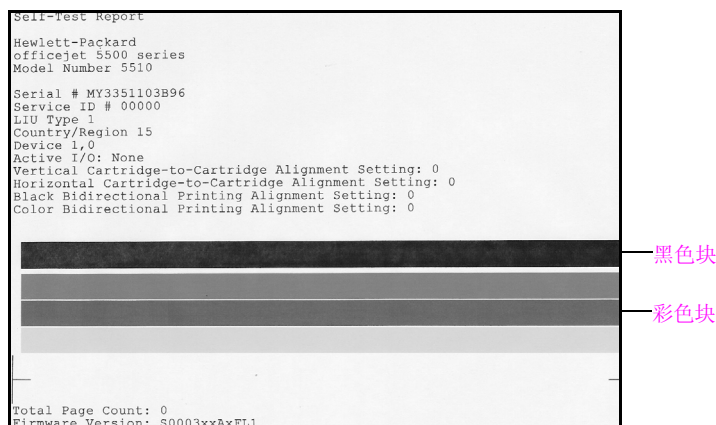 Self-Test Report
Hewlett-Packard
officejet 5500 series
Model Number 5510
Serial # MY3351103B96
Service ID # 00000
LIU Type 1
Country/Region 15
Device 1,0
Active I/O: None
Vertical Cartridge-to-Cartridge Alignment Setting: 0
Horizontal Cartridge-to-Cartridge Alignment Setting: 0
Black Bidirectional Printing Alignment Setting: 0
Color Bidirectional Printing Alignment Setting: 0
黑色块
彩色块
Total Page Count: 0
Firmware Version: S0003xxAxFL1